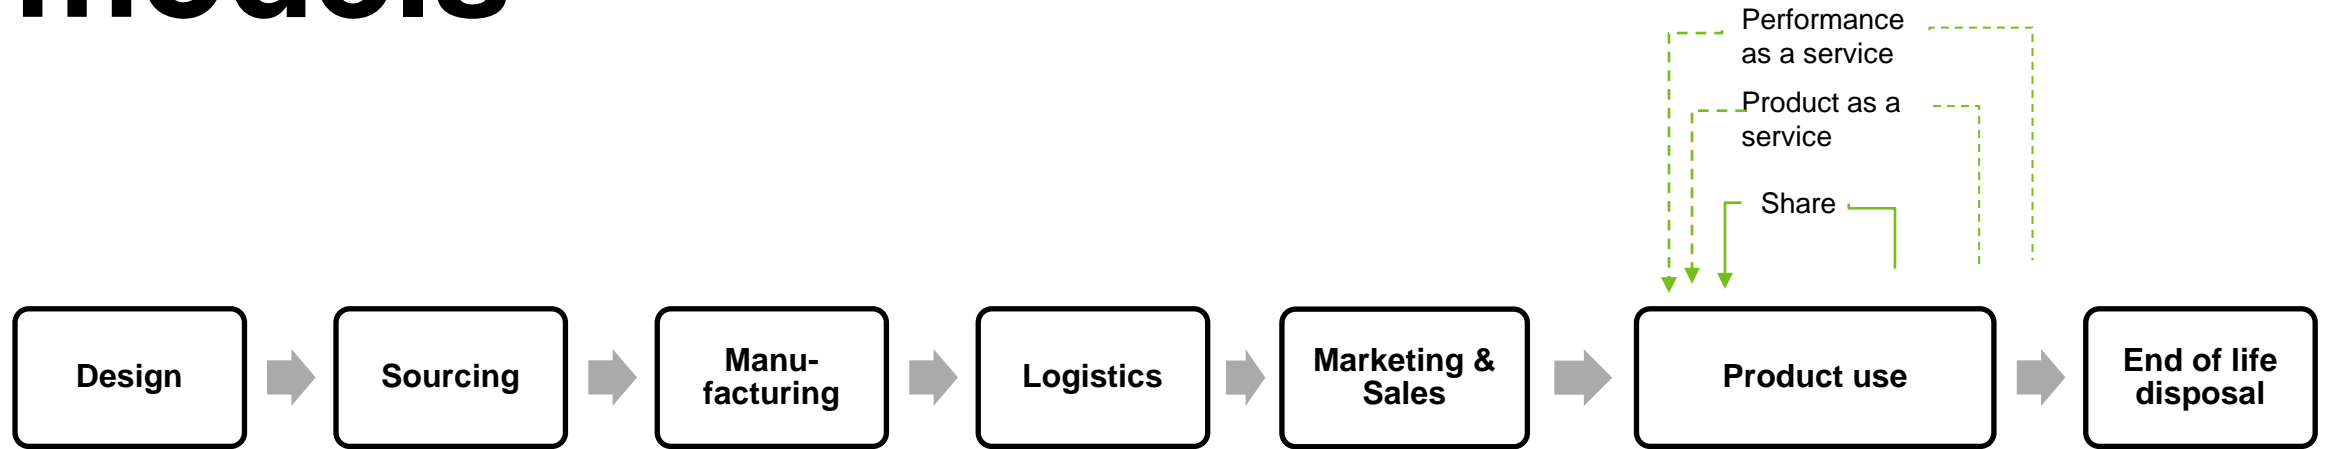 models
Performance
as a service
Product as a
service
Share
Design
Sourcing
Manu-
facturing
Logistics
Marketing &
Sales
Product use
End of life
disposal